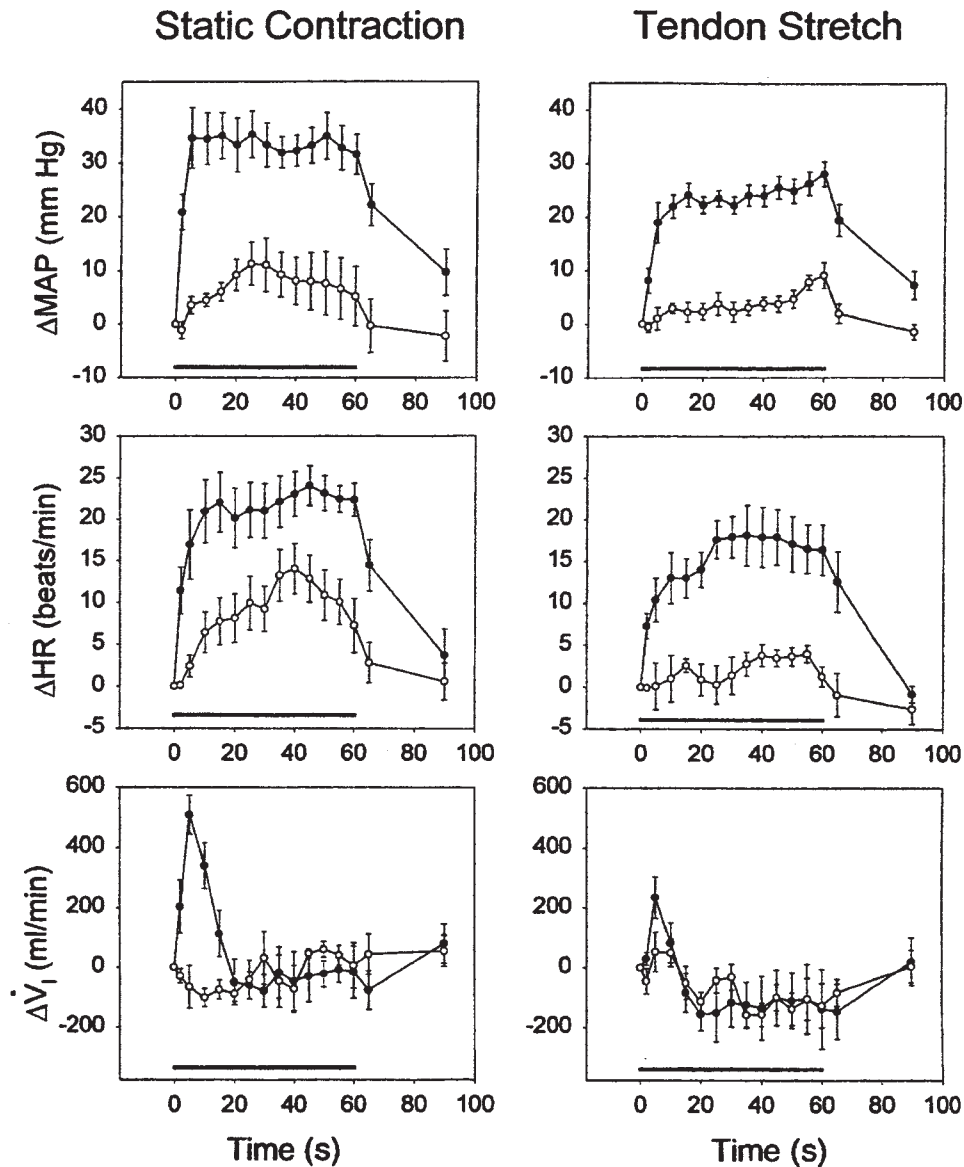 Static Contraction
Tendon Stretch
ΔMAP (mm Hg)
40
30
20
10
0
-10
0 20 40 60 80 100
40
30
20
10
0
-10
0 20 40 60 80 100
ΔHR (beats/min)
30
25
20
15
10
5
0
-5
0 20 40 60 80 100
30
25
20
15
10
5
0
-5
0 20 40 60 80 100
ΔV̇I (ml/min)
600
400
200
0
-200
0 20 40 60 80 100
Time (s)
600
400
200
0
-200
0 20 40 60 80 100
Time (s)